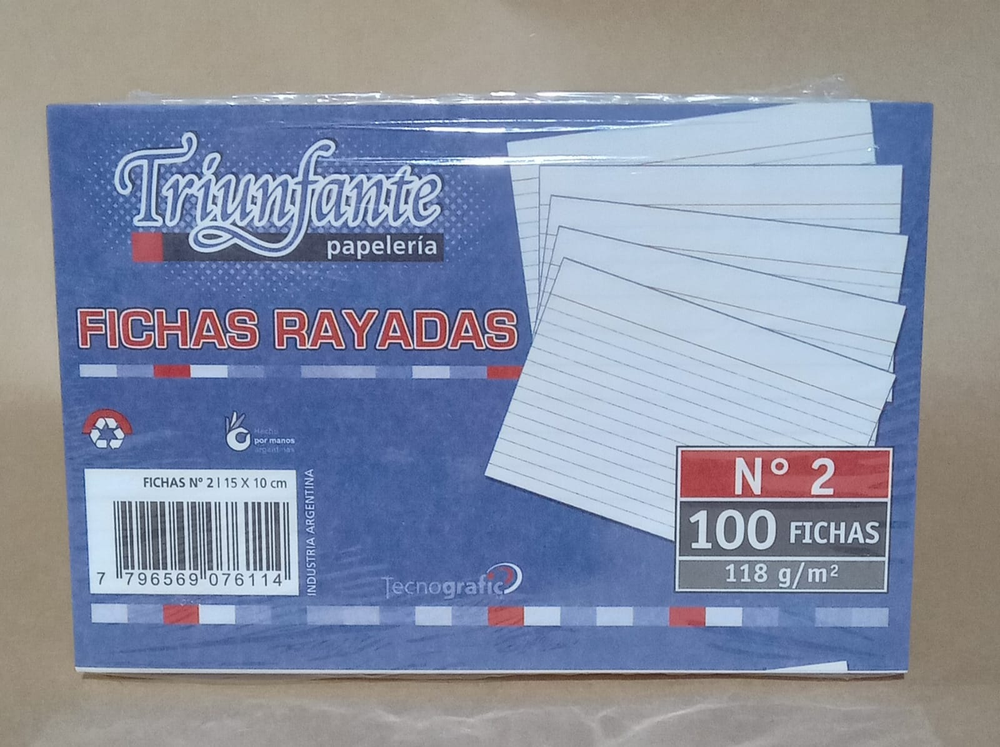 Triunfante
papelería
FICHAS RAYADAS
Hecho
por manos
argentinas
FICHAS N° 2 | 15 X 10 cm
7 796569 076114
INDUSTRIA ARGENTINA
Tecnografic
N° 2
100 FICHAS
118 g/m²